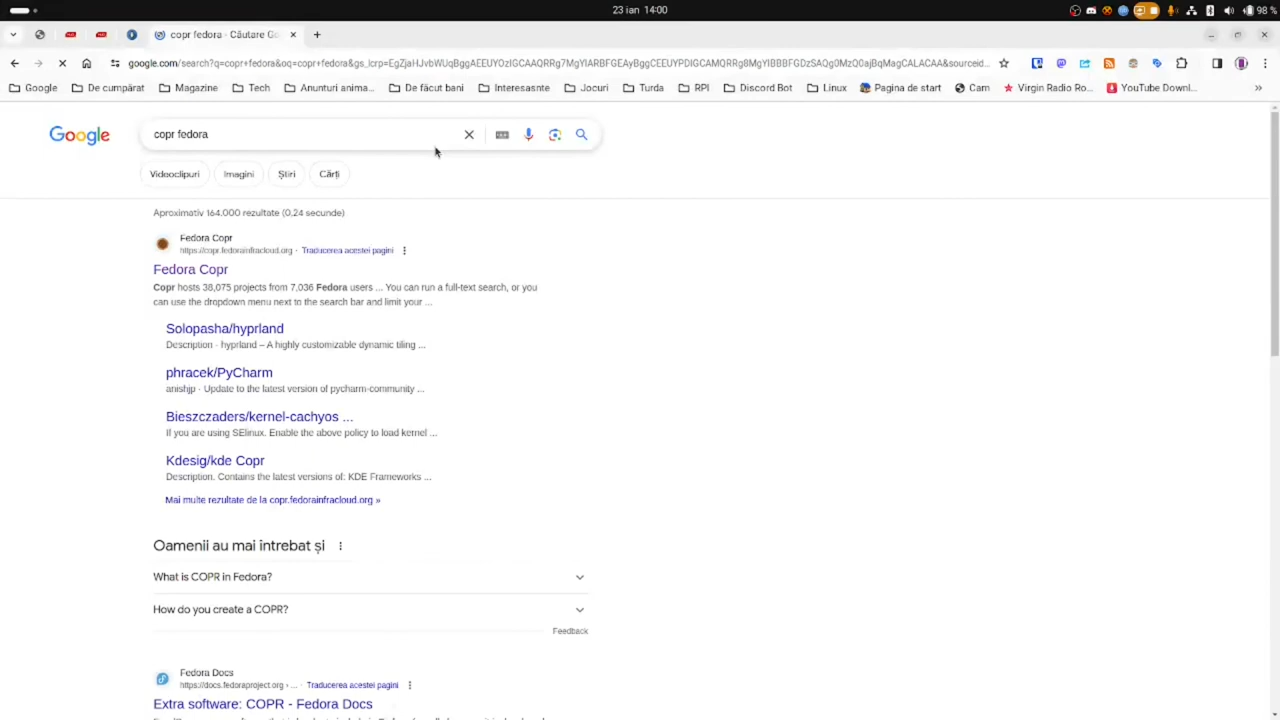 23 ian 14:00
98 %
copr fedora - Căutare Go
google.com/search?q=copr+fedora&oq=copr+fedora&gs_lcrp=EgZjaHJvbWUqBggAEEUYOzIGCAAQRRg7MgYIARBFGEAyBggCEEUYPDIGCAMQRRg8MgYIBBBFGDzSAQg0MzQ0ajBqMagCALACAA&sourceid...
Google De cumpărat Magazine Tech Anunturi anima... De făcut bani Interesasnte Jocuri Turda RPI Discord Bot Linux Pagina de start Cam Virgin Radio Ro... YouTube Downl... »
Google
copr fedora
Videoclipuri Imagini Știri Cărți
Aproximativ 164.000 rezultate (0,24 secunde)
Fedora Copr
https://copr.fedorainfracloud.org · Traducerea acestei pagini
Fedora Copr
Copr hosts 38,075 projects from 7,036 Fedora users ... You can run a full-text search, or you
can use the dropdown menu next to the search bar and limit your ...
Solopasha/hyprland
Description · hyprland – A highly customizable dynamic tiling ...
phracek/PyCharm
anishjp · Update to the latest version of pycharm-community ...
Bieszczaders/kernel-cachyos ...
If you are using SElinux. Enable the above policy to load kernel ...
Kdesig/kde Copr
Description. Contains the latest versions of: KDE Frameworks ...
Mai multe rezultate de la copr.fedorainfracloud.org »
Oamenii au mai întrebat și
What is COPR in Fedora?
How do you create a COPR?
Feedback
Fedora Docs
https://docs.fedoraproject.org › ... · Traducerea acestei pagini
Extra software: COPR - Fedora Docs